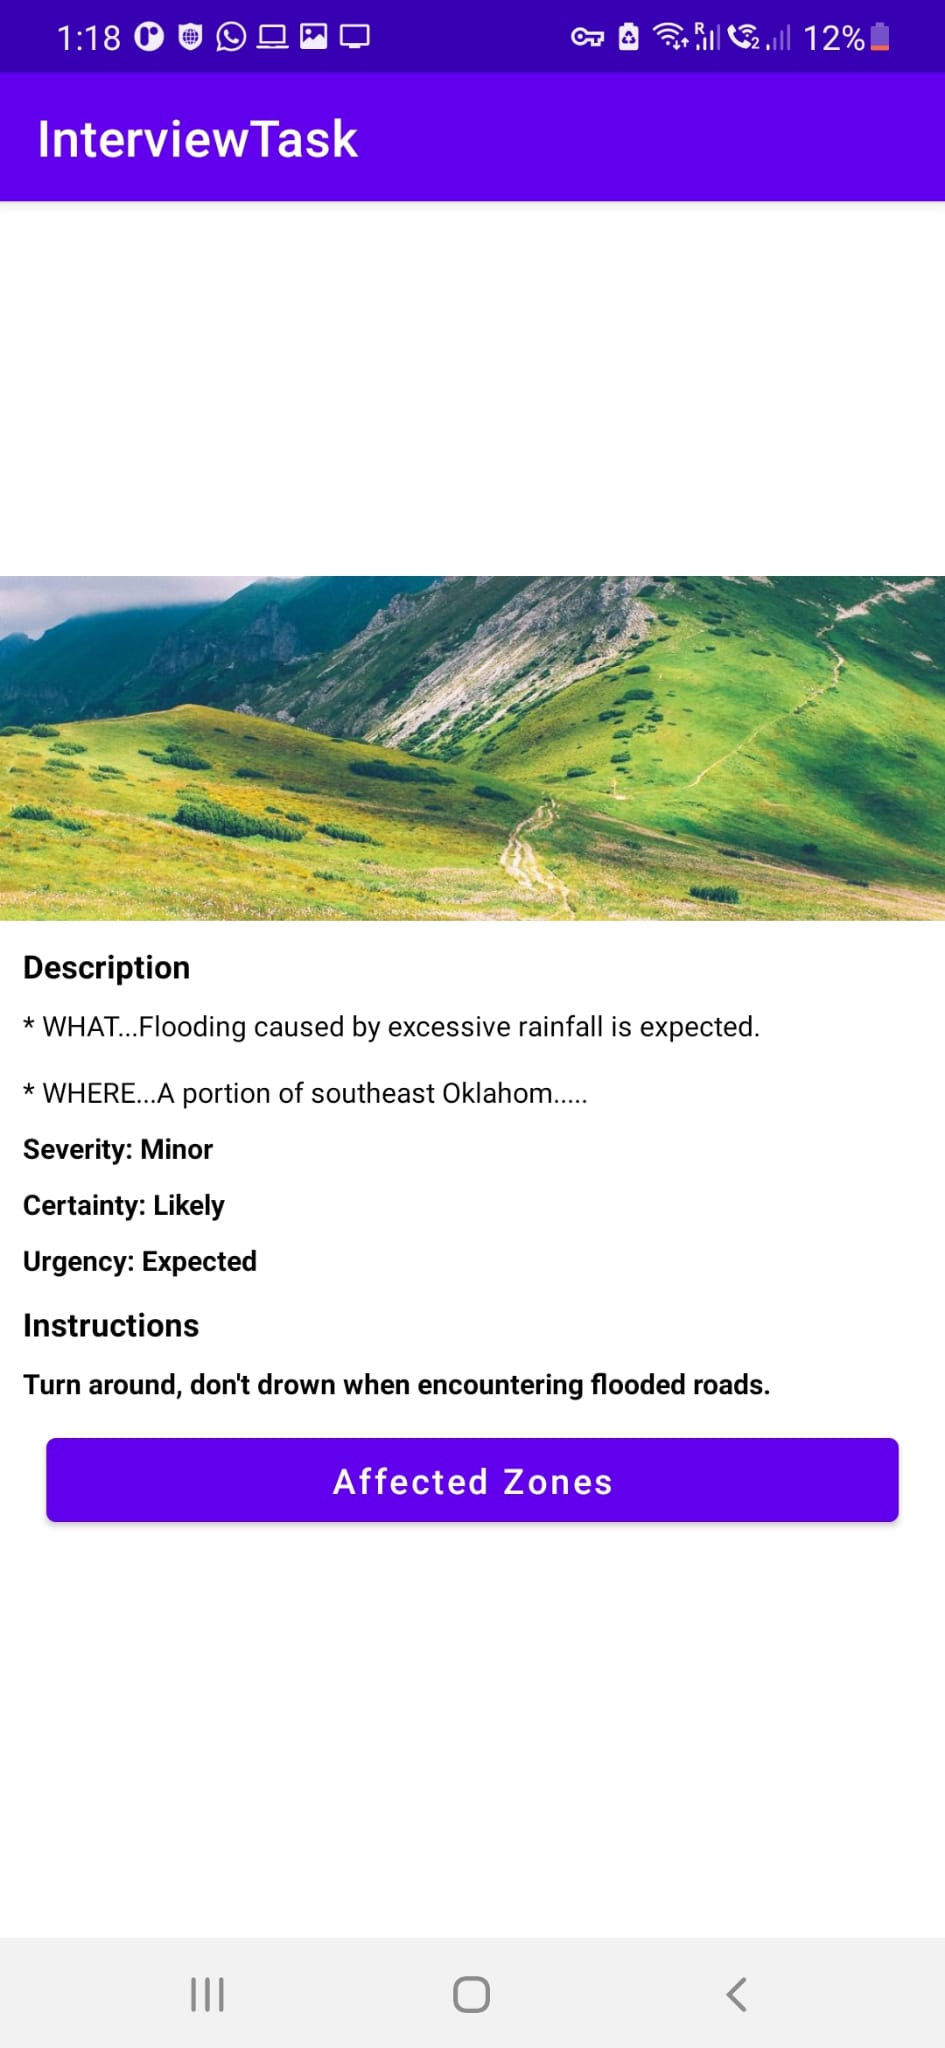 1:18 12%
InterviewTask
Description
* WHAT...Flooding caused by excessive rainfall is expected.
* WHERE...A portion of southeast Oklahom.....
Severity: Minor
Certainty: Likely
Urgency: Expected
Instructions
Turn around, don't drown when encountering flooded roads.
Affected Zones